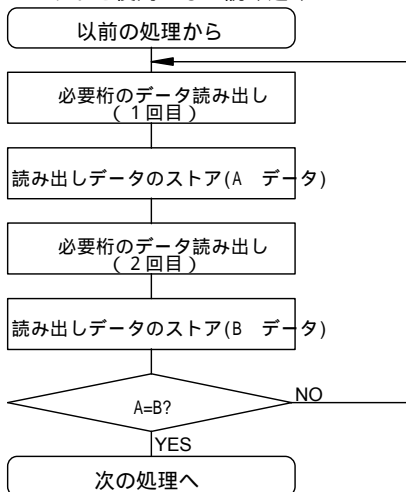 以前の処理から
必要桁のデータ読み出し
(1回目)
読み出しデータのストア(A データ)
必要桁のデータ読み出し
(2回目)
読み出しデータのストア(B データ)
A=B?
NO
YES
次の処理へ